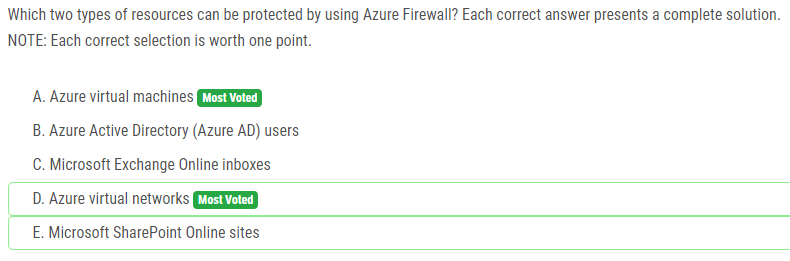 Which two types of resources can be protected by using Azure Firewall? Each correct answer presents a complete solution.
NOTE: Each correct selection is worth one point.
A. Azure virtual machines Most Voted
B. Azure Active Directory (Azure AD) users
C. Microsoft Exchange Online inboxes
D. Azure virtual networks Most Voted
E. Microsoft SharePoint Online sites